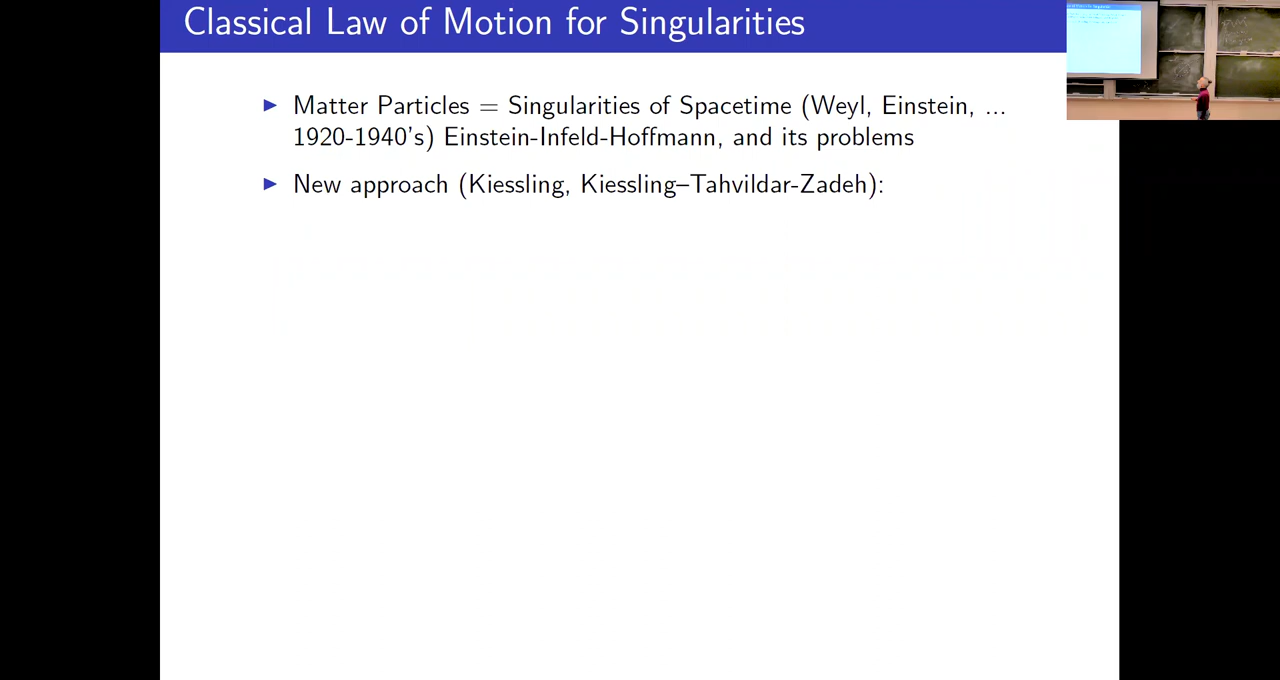 Classical Law of Motion for Singularities
Matter Particles = Singularities of Spacetime (Weyl, Einstein, ...
1920-1940's) Einstein-Infeld-Hoffmann, and its problems
New approach (Kiessling, Kiessling–Tahvildar-Zadeh):